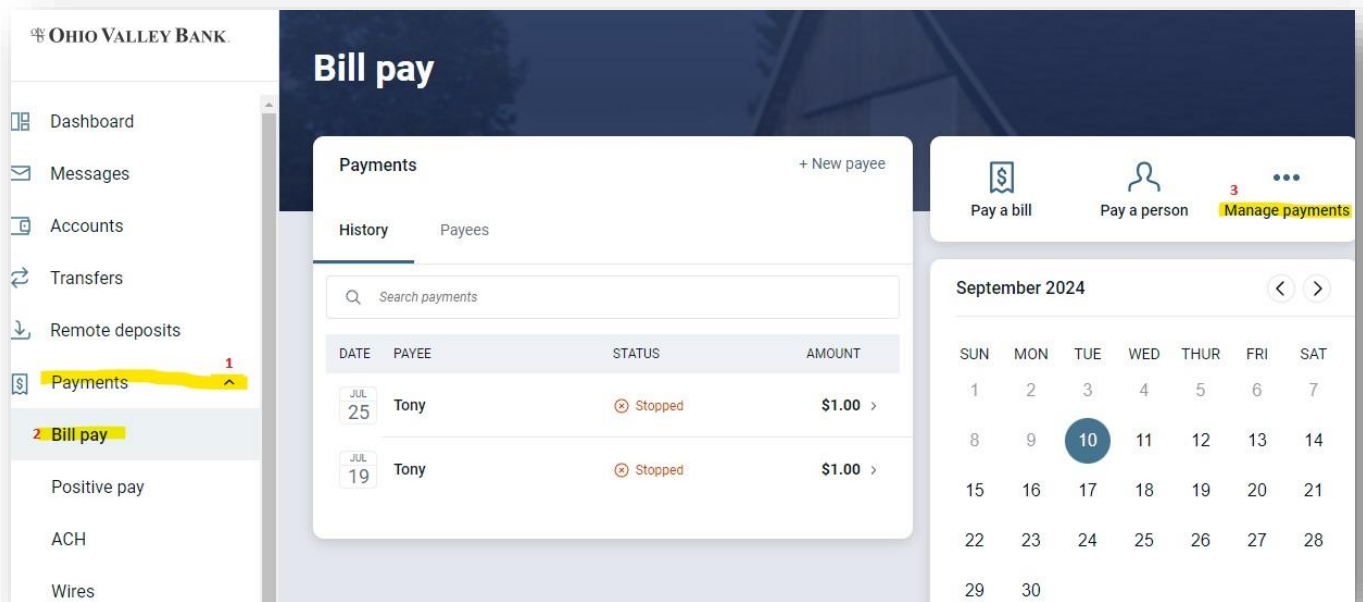 OHIO VALLEY BANK
Dashboard
Messages
Accounts
Transfers
Remote deposits
1
Payments
2 Bill pay
Positive pay
ACH
Wires
Bill pay
Payments
+ New payee
History Payees
Search payments
DATE PAYEE STATUS AMOUNT
JUL
25 Tony Stopped $1.00
JUL
19 Tony Stopped $1.00
Pay a bill
Pay a person
3
Manage payments
September 2024
SUN MON TUE WED THUR FRI SAT
1 2 3 4 5 6 7
8 9 10 11 12 13 14
15 16 17 18 19 20 21
22 23 24 25 26 27 28
29 30